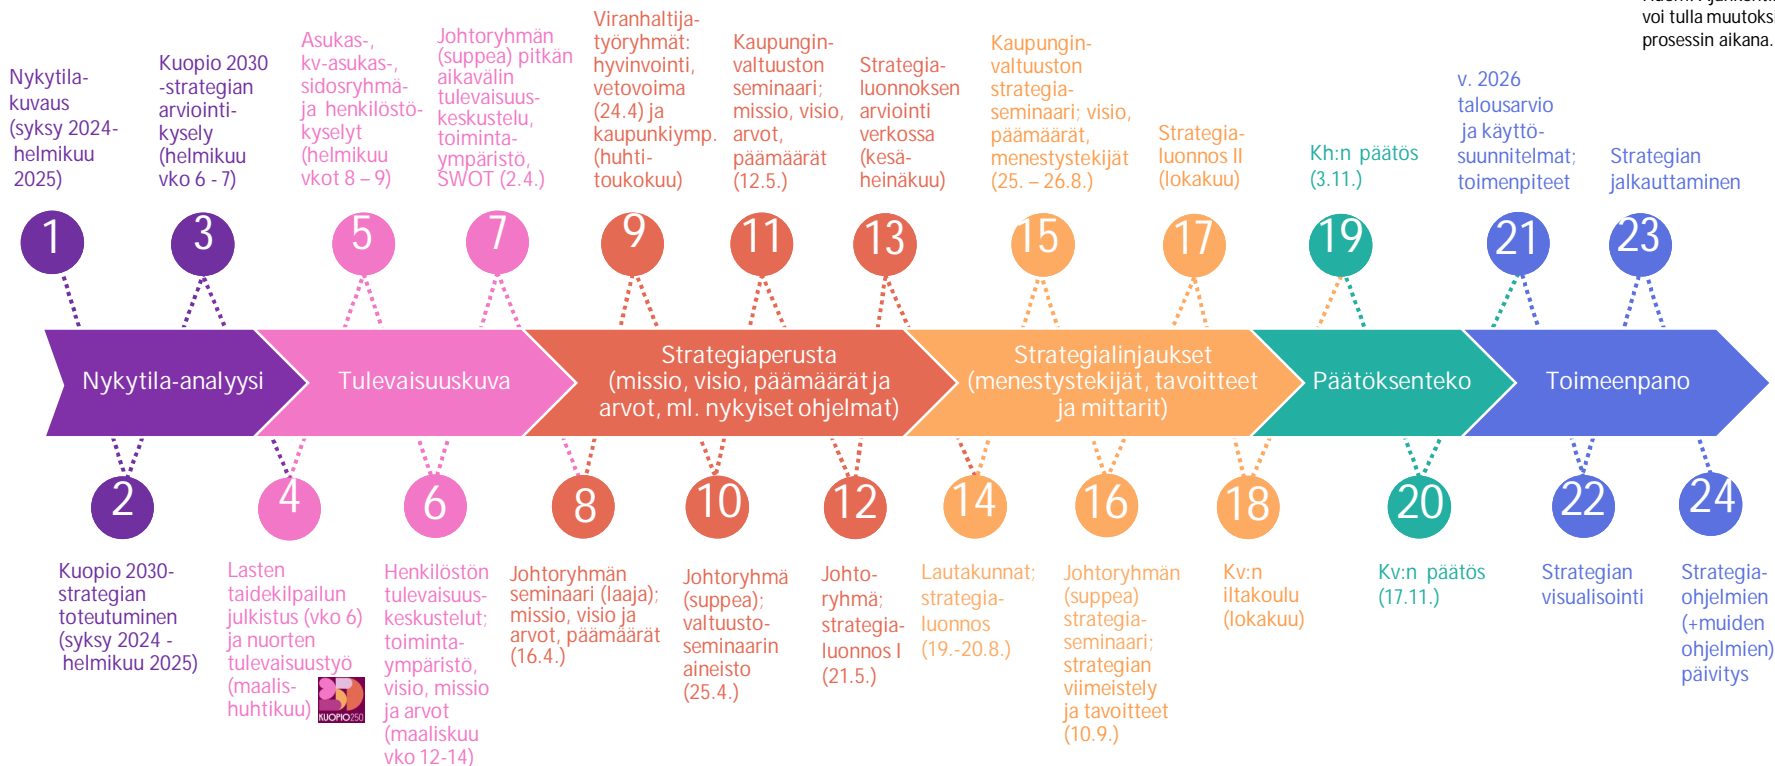 voi tulla muutoksi
prosessin aikana.
Nykytila-
kuvaus
(syksy 2024-
helmikuu
2025)
1
Kuopio 2030
-strategian
arviointi-
kysely
(helmikuu
vko 6 - 7)
3
Asukas-,
kv-asukas-,
sidosryhmä-
ja henkilöstö-
kyselyt
(helmikuu
vkot 8 – 9)
5
Johtoryhmän
(suppea) pitkän
aikavälin
tulevaisuus-
keskustelu,
toiminta-
ympäristö,
SWOT (2.4.)
7
Viranhaltija-
työryhmät:
hyvinvointi,
vetovoima
(24.4) ja
kaupunkiymp.
(huhti-
toukokuu)
9
Kaupungin-
valtuuston
seminaari;
missio, visio,
arvot,
päämäärät
(12.5.)
11
Strategia-
luonnoksen
arviointi
verkossa
(kesä-
heinäkuu)
13
Kaupungin-
valtuuston
strategia-
seminaari; visio,
päämäärät,
menestystekijät
(25. – 26.8.)
15
Strategia-
luonnos II
(lokakuu)
17
Kh:n päätös
(3.11.)
19
v. 2026
talousarvio
ja käyttö-
suunnitelmat;
toimenpiteet
21
Strategian
jalkauttaminen
23
Nykytila-analyysi
Tulevaisuuskuva
Strategiaperusta
(missio, visio, päämäärät ja
arvot, ml. nykyiset ohjelmat)
Strategialinjaukset
(menestystekijät, tavoitteet
ja mittarit)
Päätöksenteko
Toimeenpano
2
Kuopio 2030-
strategian
toteutuminen
(syksy 2024 -
helmikuu 2025)
4
Lasten
taidekilpailun
julkistus (vko 6)
ja nuorten
tulevaisuustyö
(maalis-
huhtikuu)
KUOPIO250
6
Henkilöstön
tulevaisuus-
keskustelut;
toiminta-
ympäristö,
visio, missio
ja arvot
(maaliskuu
vko 12-14)
8
Johtoryhmän
seminaari (laaja);
missio, visio ja
arvot, päämäärät
(16.4.)
10
Johtoryhmä
(suppea);
valtuusto-
seminaarin
aineisto
(25.4.)
12
Johto-
ryhmä;
strategia-
luonnos I
(21.5.)
14
Lautakunnat;
strategia-
luonnos
(19.-20.8.)
16
Johtoryhmän
(suppea)
strategia-
seminaari;
strategian
viimeistely
ja tavoitteet
(10.9.)
18
Kv:n
iltakoulu
(lokakuu)
20
Kv:n päätös
(17.11.)
22
Strategian
visualisointi
24
Strategia-
ohjelmien
(+muiden
ohjelmien)
päivitys